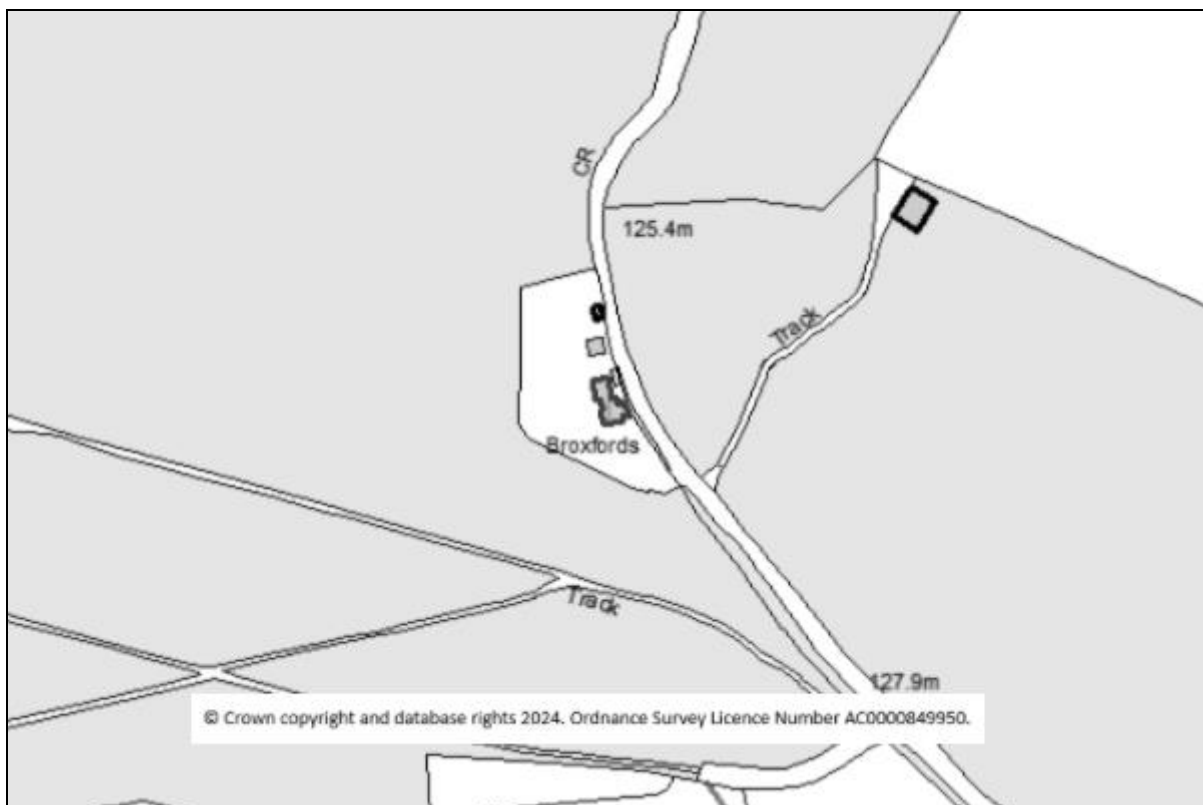 CR
125.4m
Track
Broxfords
Track
127.9m
© Crown copyright and database rights 2024. Ordnance Survey Licence Number AC0000849950.